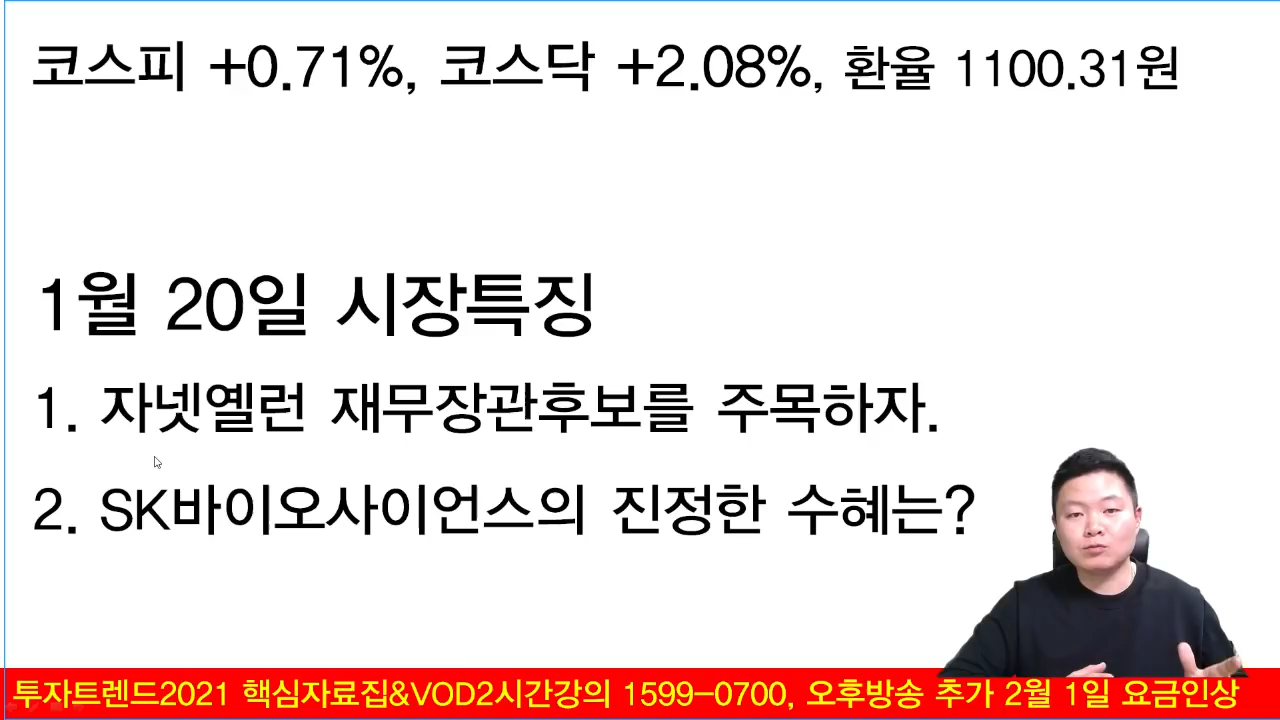 코스피 +0.71%, 코스닥 +2.08%, 환율 1100.31원
1월 20일 시장특징
1. 자넷옐런 재무장관후보를 주목하자.
2. SK바이오사이언스의 진정한 수혜는?
투자트렌드2021 핵심자료집&VOD2시간강의 1599-0700, 오후방송 추가 2월 1일 요금인상